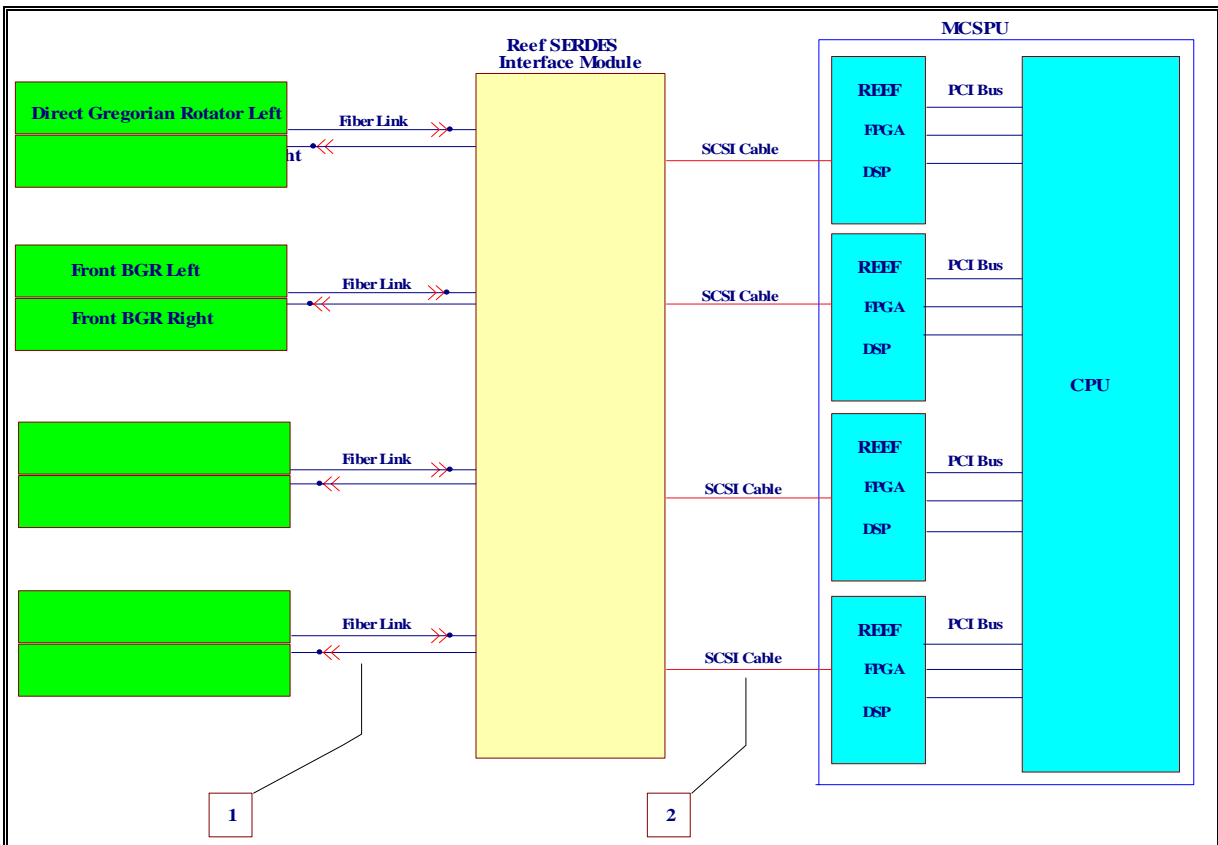 MCSPU
Reef SERDES
Interface Module
Direct Gregorian Rotator Left
ht
Fiber Link
SCSI Cable
REEF
FPGA
DSP
PCI Bus
Front BGR Left
Front BGR Right
Fiber Link
SCSI Cable
REEF
FPGA
DSP
PCI Bus
CPU
Fiber Link
SCSI Cable
REEF
FPGA
DSP
PCI Bus
Fiber Link
SCSI Cable
REEF
FPGA
DSP
PCI Bus
1
2